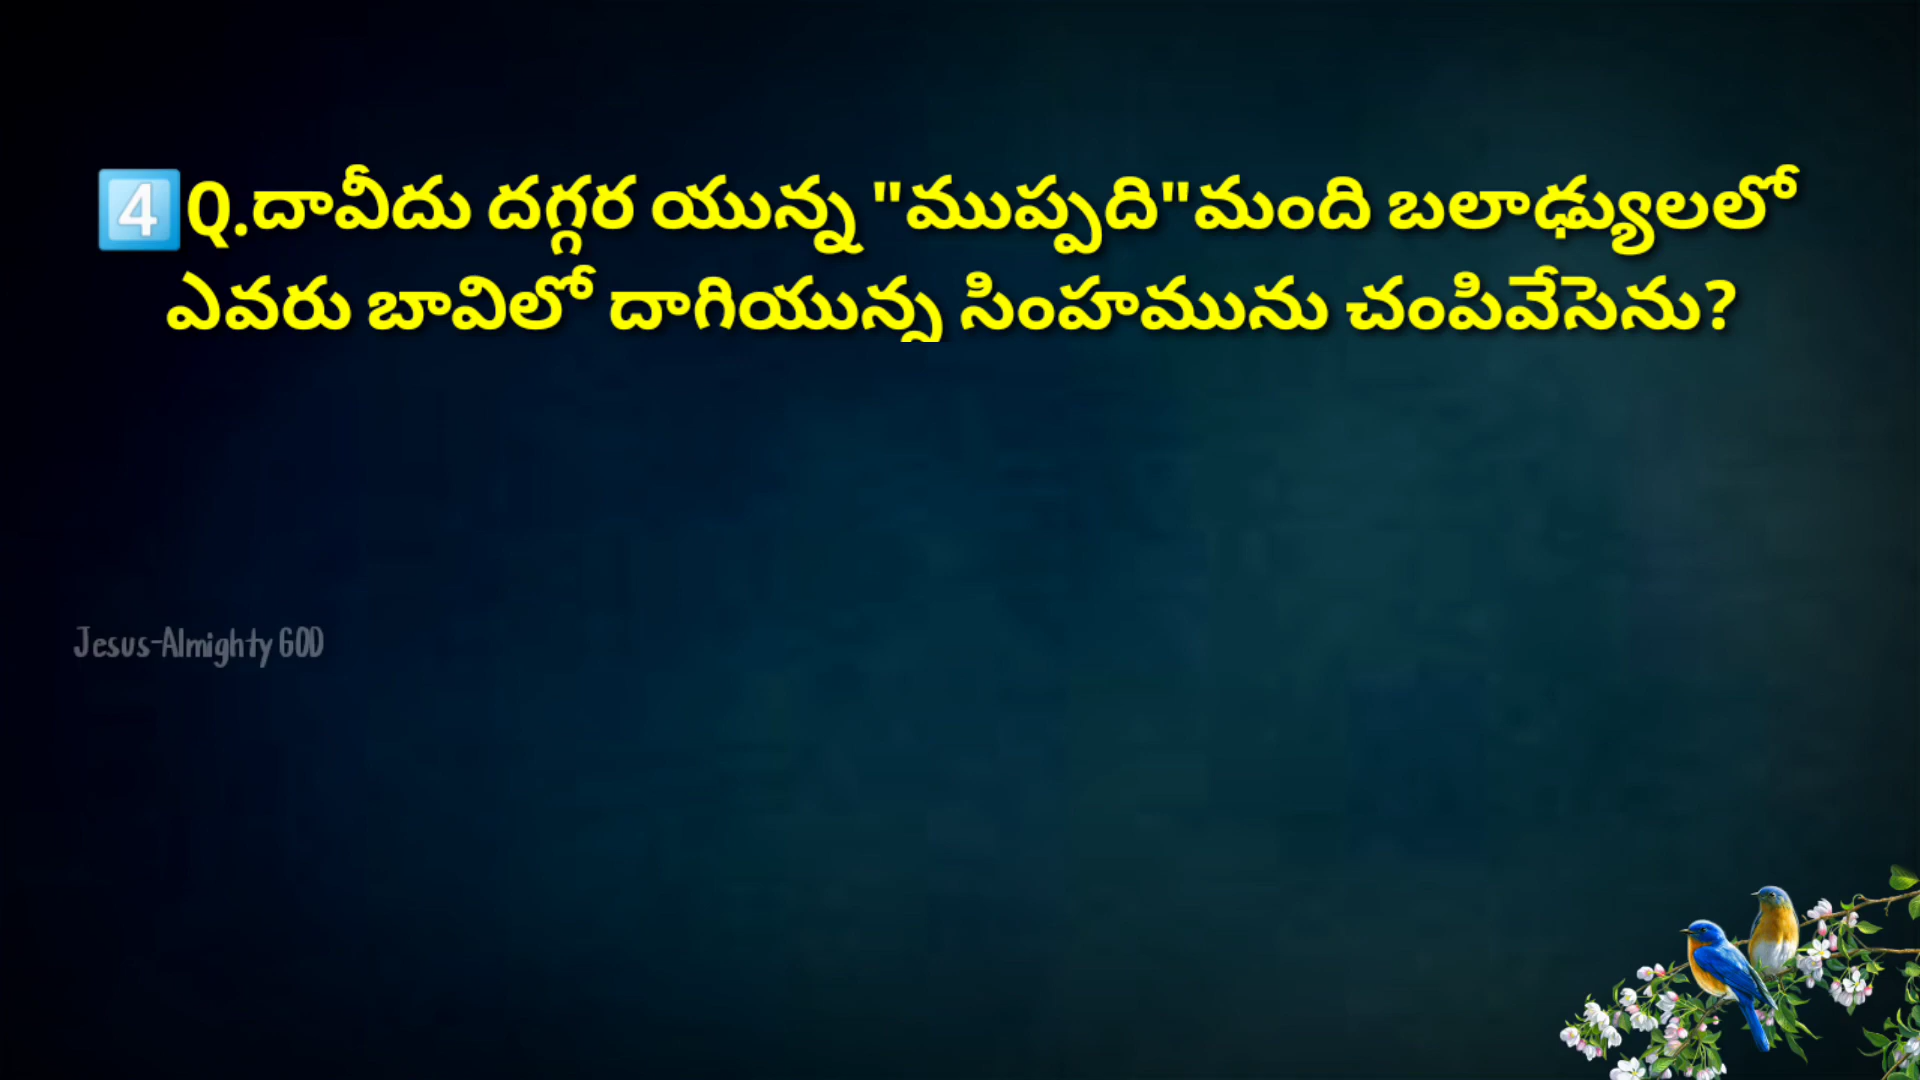 4️⃣Q.దావీదు దగ్గర యున్న "ముప్పది"మంది బలాఢ్యులలో
ఎవరు బావిలో దాగియున్న సింహమును చంపివేసెను?
Jesus-Almighty GOD